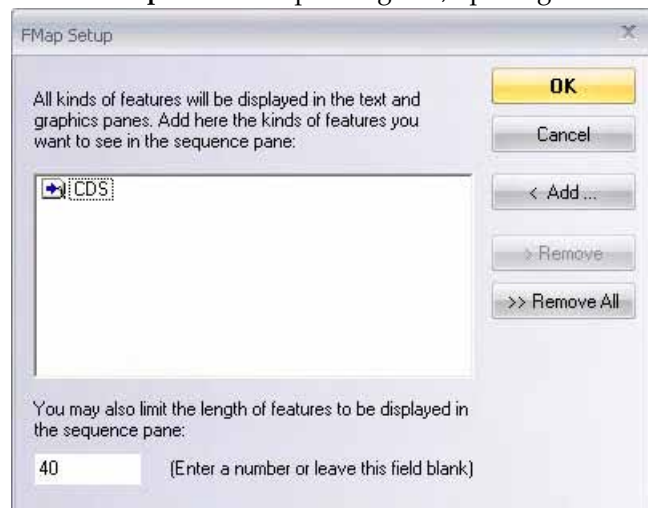 FMap Setup
All kinds of features will be displayed in the text and
graphics panes. Add here the kinds of features you
want to see in the sequence pane:
CDS
OK
Cancel
< Add ...
> Remove
>> Remove All
You may also limit the length of features to be displayed in
the sequence pane:
40 (Enter a number or leave this field blank)